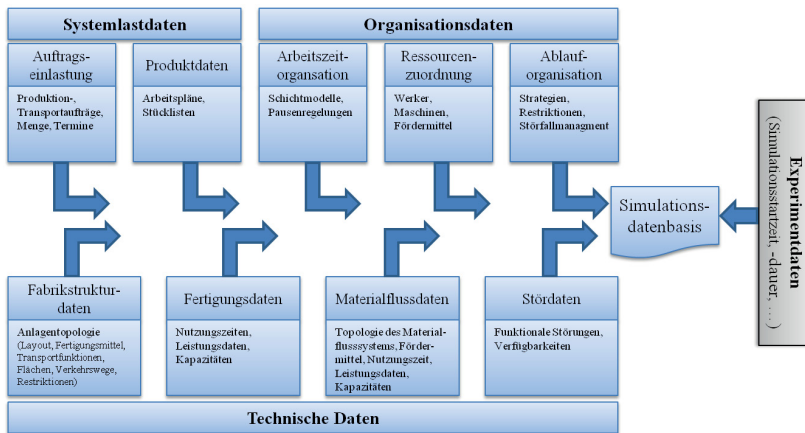 Systemlastdaten
Organisationsdaten
Auftrags-
einlastung
Produktion-,
Transportaufträge,
Menge, Termine
Produktdaten
Arbeitspläne,
Stücklisten
Arbeitszeit-
organsation
Schichtmodelle,
Pausenregelungen
Ressourcen-
zuordnung
Werker,
Maschinen,
Fördermittel
Ablauf-
organisation
Strategien,
Restriktionen,
Störfallmanagment
Simulations-
datenbasis
Experimentdaten
(Simulationsstartzeit, -dauer, …)
Fabrikstruktur-
daten
Anlagentopologie
(Layout, Fertigungsmittel,
Transportfunktionen,
Flächen, Verkehrswege,
Restriktionen)
Fertigungsdaten
Nutzungszeiten,
Leistungsdaten,
Kapazitäten
Materialflussdaten
Topologie des Material-
flusssystems, Förder-
mittel, Nutzungszeit,
Leistungsdaten,
Kapazitäten
Stördaten
Funktionale Störungen,
Verfügbarkeiten
Technische Daten